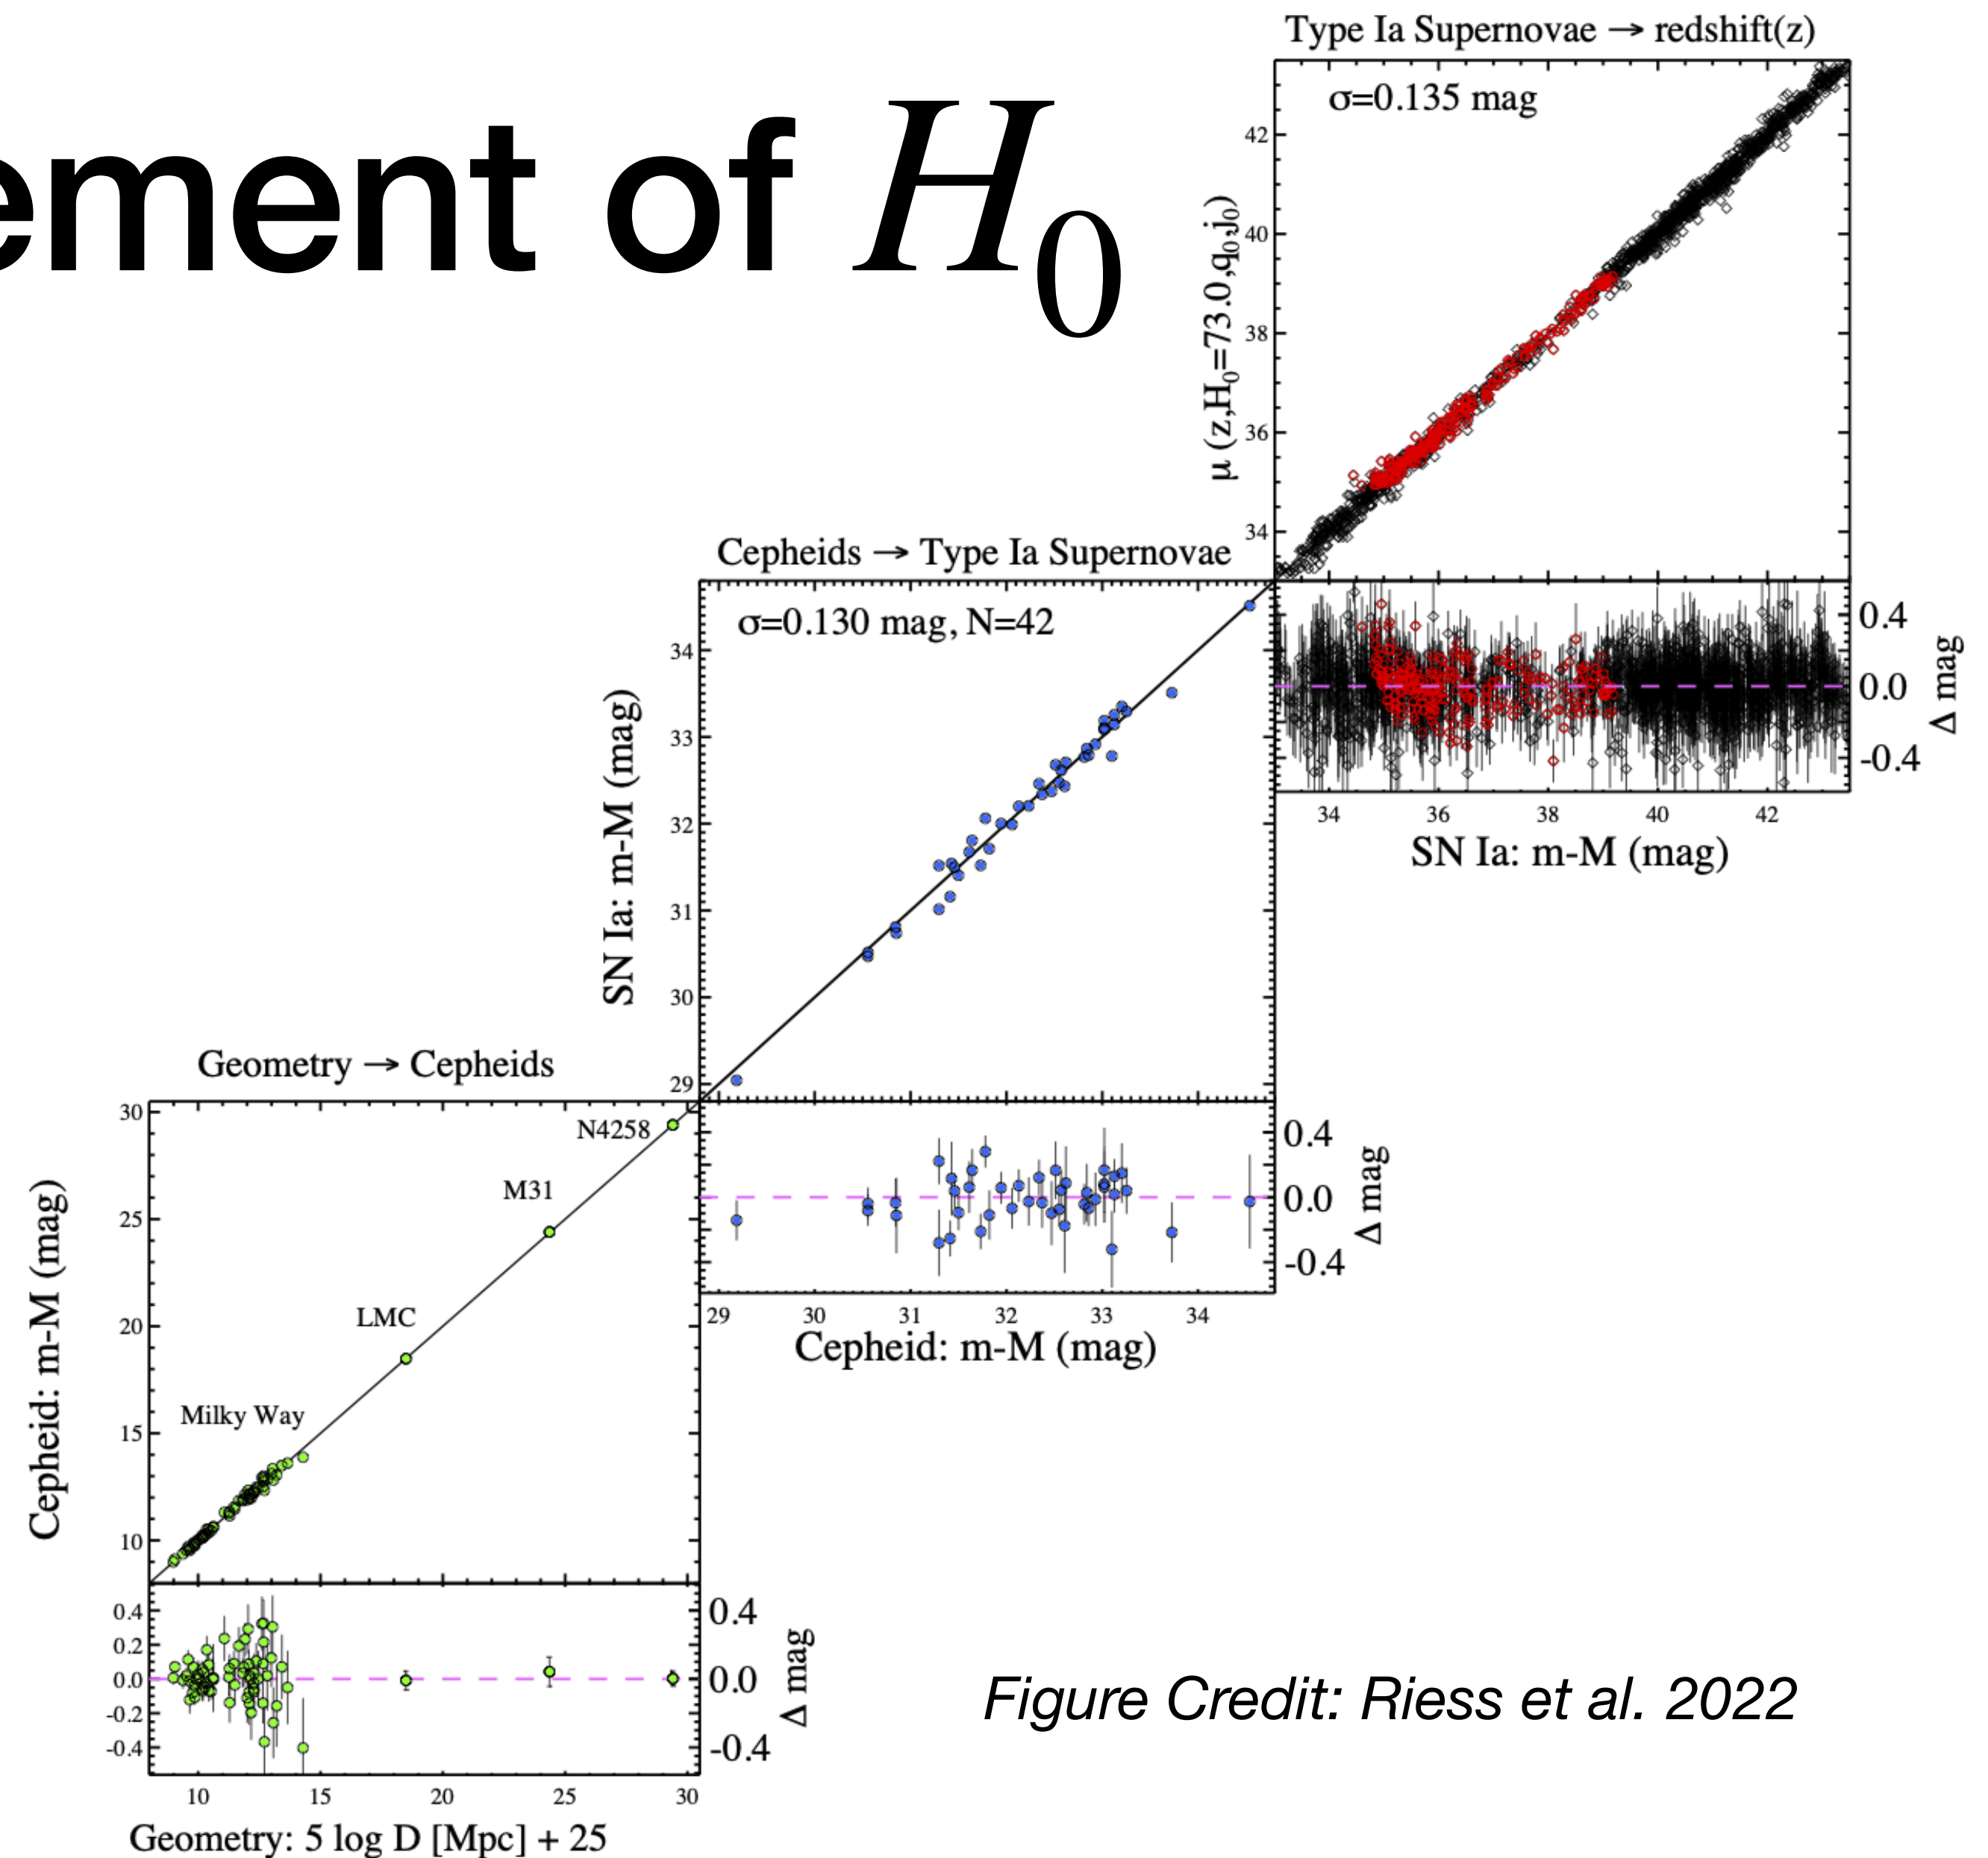 ement of H0
Type Ia Supernovae → redshift(z)
σ=0.135 mag
μ (z,H0=73.0,q0,j0)
42
40
38
36
34
0.4
0.0
-0.4
Δ mag
34 36 38 40 42
SN Ia: m-M (mag)
Cepheids → Type Ia Supernovae
σ=0.130 mag, N=42
SN Ia: m-M (mag)
34
33
32
31
30
29
0.4
0.0
-0.4
Δ mag
29 30 31 32 33 34
Cepheid: m-M (mag)
Geometry → Cepheids
N4258
M31
LMC
Milky Way
Cepheid: m-M (mag)
30
25
20
15
10
0.4
0.2
0.0
-0.2
-0.4
0.4
0.0
-0.4
Δ mag
10 15 20 25 30
Geometry: 5 log D [Mpc] + 25
Figure Credit: Riess et al. 2022